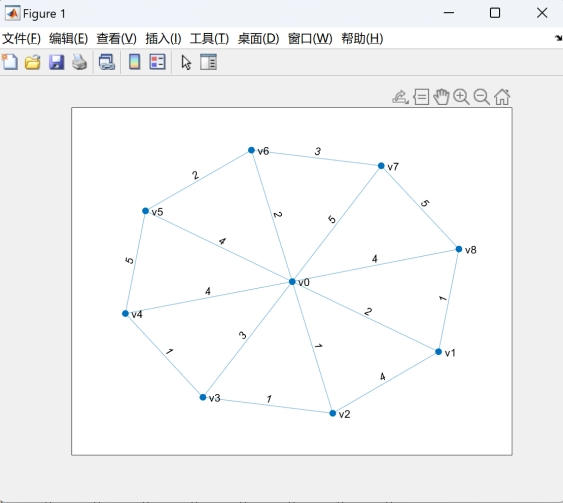 Figure 1
文件(F) 编辑(E) 查看(V) 插入(I) 工具(T) 桌面(D) 窗口(W) 帮助(H)
v6 3 v7
2 5
v5 2 5
4 v8
5 4
v0
v4 4 2 1
3 1 v1
1 4
v3 1 v2